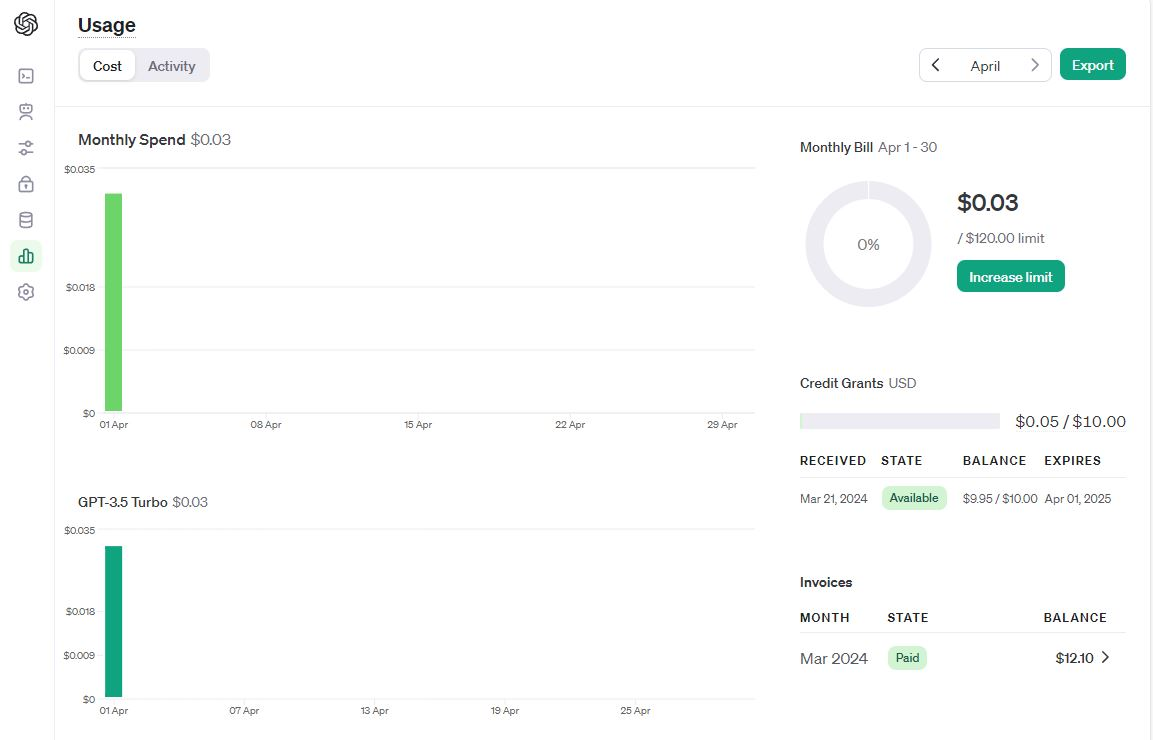 Usage
Cost Activity
April
Export
Monthly Spend $0.03
$0.035
$0.018
$0.009
$0
01 Apr 08 Apr 15 Apr 22 Apr 29 Apr
GPT-3.5 Turbo $0.03
$0.035
$0.018
$0.009
$0
01 Apr 07 Apr 13 Apr 19 Apr 25 Apr
Monthly Bill Apr 1 - 30
0%
$0.03
/ $120.00 limit
Increase limit
Credit Grants USD
$0.05 / $10.00
RECEIVED STATE BALANCE EXPIRES
Mar 21, 2024 Available $9.95 / $10.00 Apr 01, 2025
Invoices
MONTH STATE BALANCE
Mar 2024 Paid $12.10